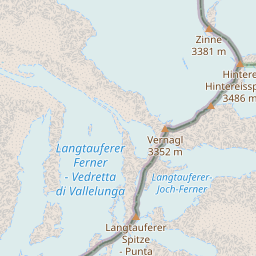 Zinne
3381 m
Hintere
Hintereissp
3486 m
Vernagl
3352 m
Langtauferer
Ferner
- Vedretta
di Vallelunga
Langtauferer-
Joch-Ferner
Langtauferer
Spitze
- Punta